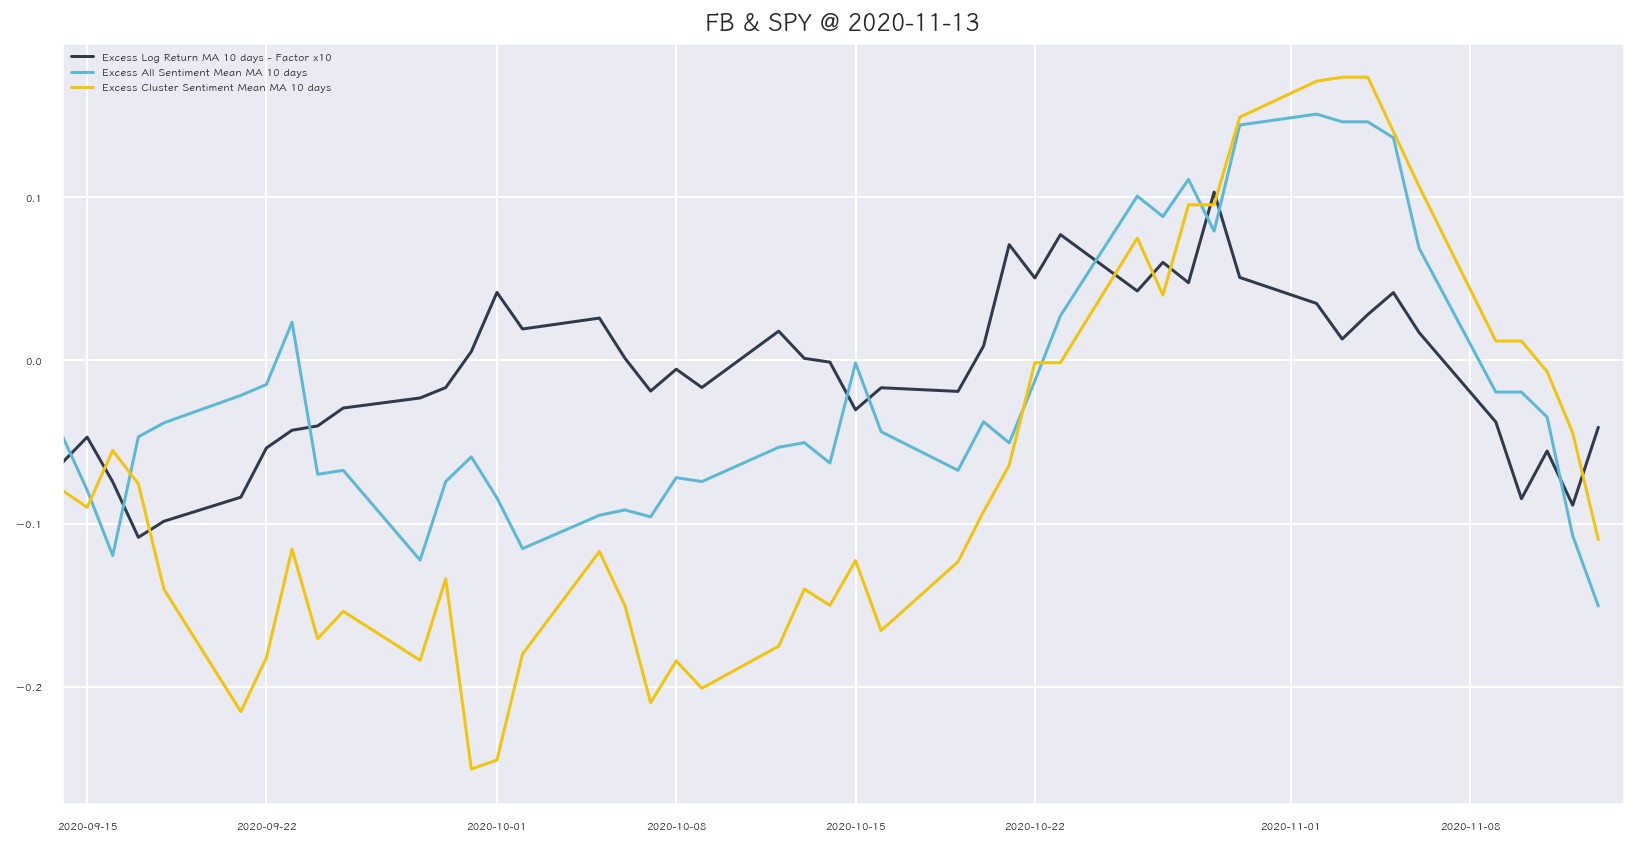 FB & SPY @ 2020-11-13
Excess Log Return MA 10 days - Factor x10
Excess All Sentiment Mean MA 10 days
Excess Cluster Sentiment Mean MA 10 days
0.1
0.0
−0.1
−0.2
2020-09-15 2020-09-22 2020-10-01 2020-10-08 2020-10-15 2020-10-22 2020-11-01 2020-11-08